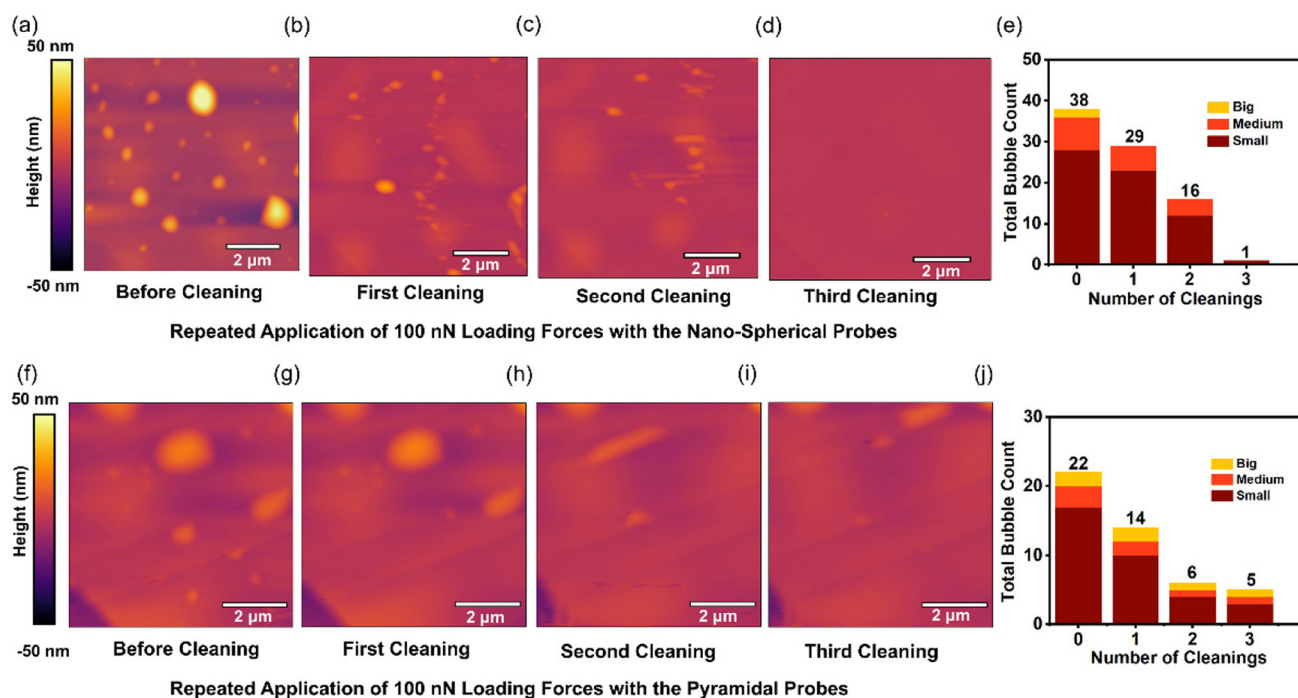 (a)
(b)
(c)
(d)
(e)
50 nm
Height (nm)
-50 nm
2 μm
2 μm
2 μm
2 μm
Before Cleaning
First Cleaning
Second Cleaning
Third Cleaning
Total Bubble Count
50
40
30
20
10
0
38
29
16
1
Big
Medium
Small
0 1 2 3
Number of Cleanings
Repeated Application of 100 nN Loading Forces with the Nano-Spherical Probes
(f)
(g)
(h)
(i)
(j)
50 nm
Height (nm)
-50 nm
2 μm
2 μm
2 μm
2 μm
Before Cleaning
First Cleaning
Second Cleaning
Third Cleaning
Total Bubble Count
30
20
10
0
22
14
6
5
Big
Medium
Small
0 1 2 3
Number of Cleanings
Repeated Application of 100 nN Loading Forces with the Pyramidal Probes